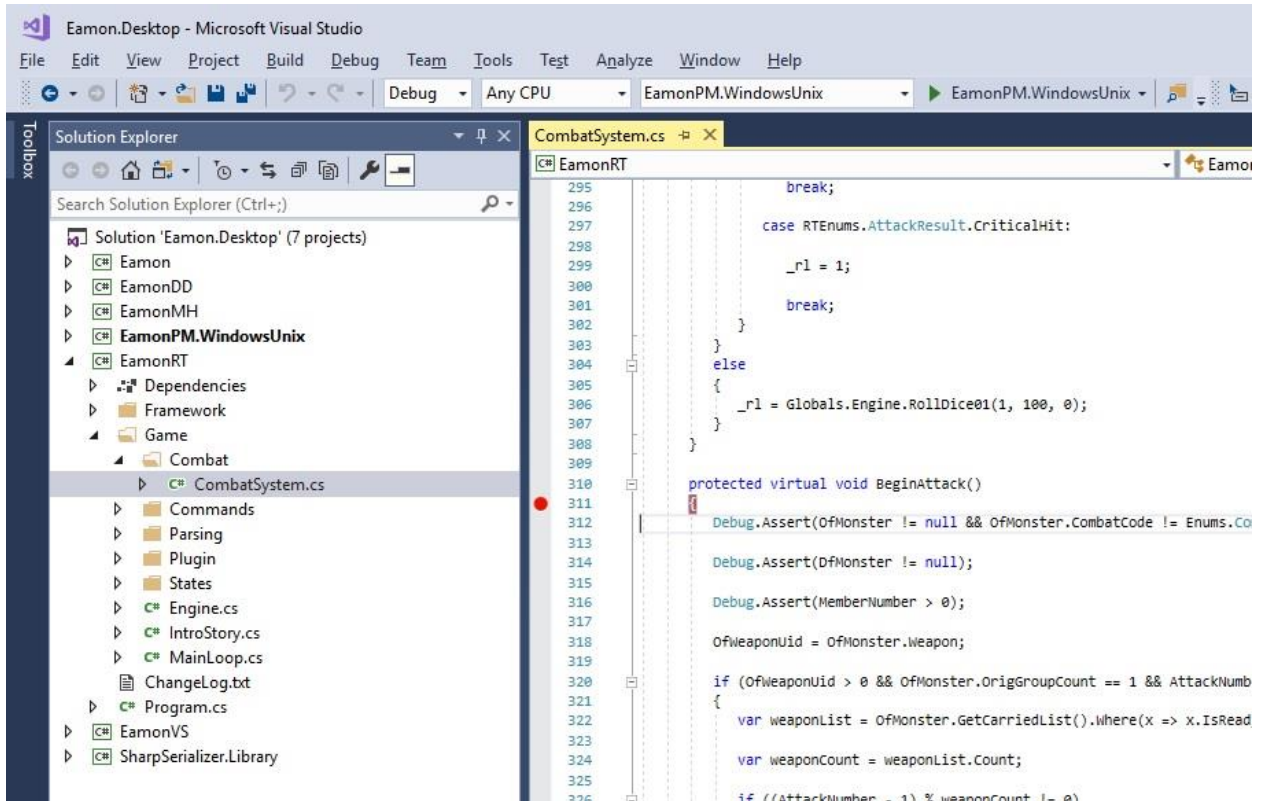 Eamon.Desktop - Microsoft Visual Studio
File Edit View Project Build Debug Team Tools Test Analyze Window Help
Debug Any CPU EamonPM.WindowsUnix EamonPM.WindowsUnix
Toolbox
Solution Explorer
Search Solution Explorer (Ctrl+;)
Solution 'Eamon.Desktop' (7 projects)
C# Eamon
C# EamonDD
C# EamonMH
C# EamonPM.WindowsUnix
C# EamonRT
Dependencies
Framework
Game
Combat
C# CombatSystem.cs
Commands
Parsing
Plugin
States
C# Engine.cs
C# IntroStory.cs
C# MainLoop.cs
ChangeLog.txt
C# Program.cs
C# EamonVS
C# SharpSerializer.Library
CombatSystem.cs
C# EamonRT Eamon
295 break;
296
297 case RTEnums.AttackResult.CriticalHit:
298
299 _rl = 1;
300
301 break;
302 }
303 }
304 else
305 {
306 _rl = Globals.Engine.RollDice01(1, 100, 0);
307 }
308 }
309
310 protected virtual void BeginAttack()
311 {
312 Debug.Assert(OfMonster != null && OfMonster.CombatCode != Enums.Co
313
314 Debug.Assert(DfMonster != null);
315
316 Debug.Assert(MemberNumber > 0);
317
318 OfWeaponUid = OfMonster.Weapon;
319
320 if (OfWeaponUid > 0 && OfMonster.OrigGroupCount == 1 && AttackNumb
321 {
322 var weaponList = OfMonster.GetCarriedList().Where(x => x.IsRead
323
324 var weaponCount = weaponList.Count;
325
326 if ((AttackNumber - 1) % weaponCount != 0)